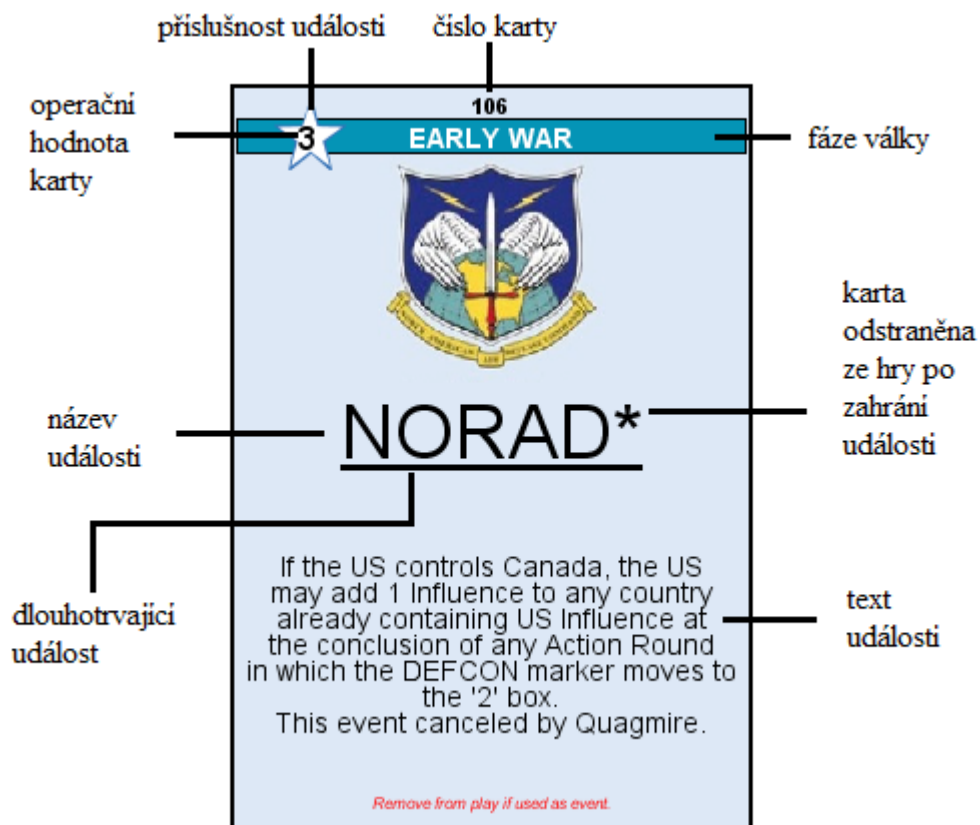 příslušnost události
číslo karty
operační
hodnota
karty
106
3
EARLY WAR
fáze války
karta
odstraněna
ze hry po
zahrání
události
název
události
NORAD*
dlouhotrvající
událost
If the US controls Canada, the US
may add 1 Influence to any country
already containing US Influence at
the conclusion of any Action Round
in which the DEFCON marker moves to
the '2' box.
This event canceled by Quagmire.
text
události
Remove from play if used as event.